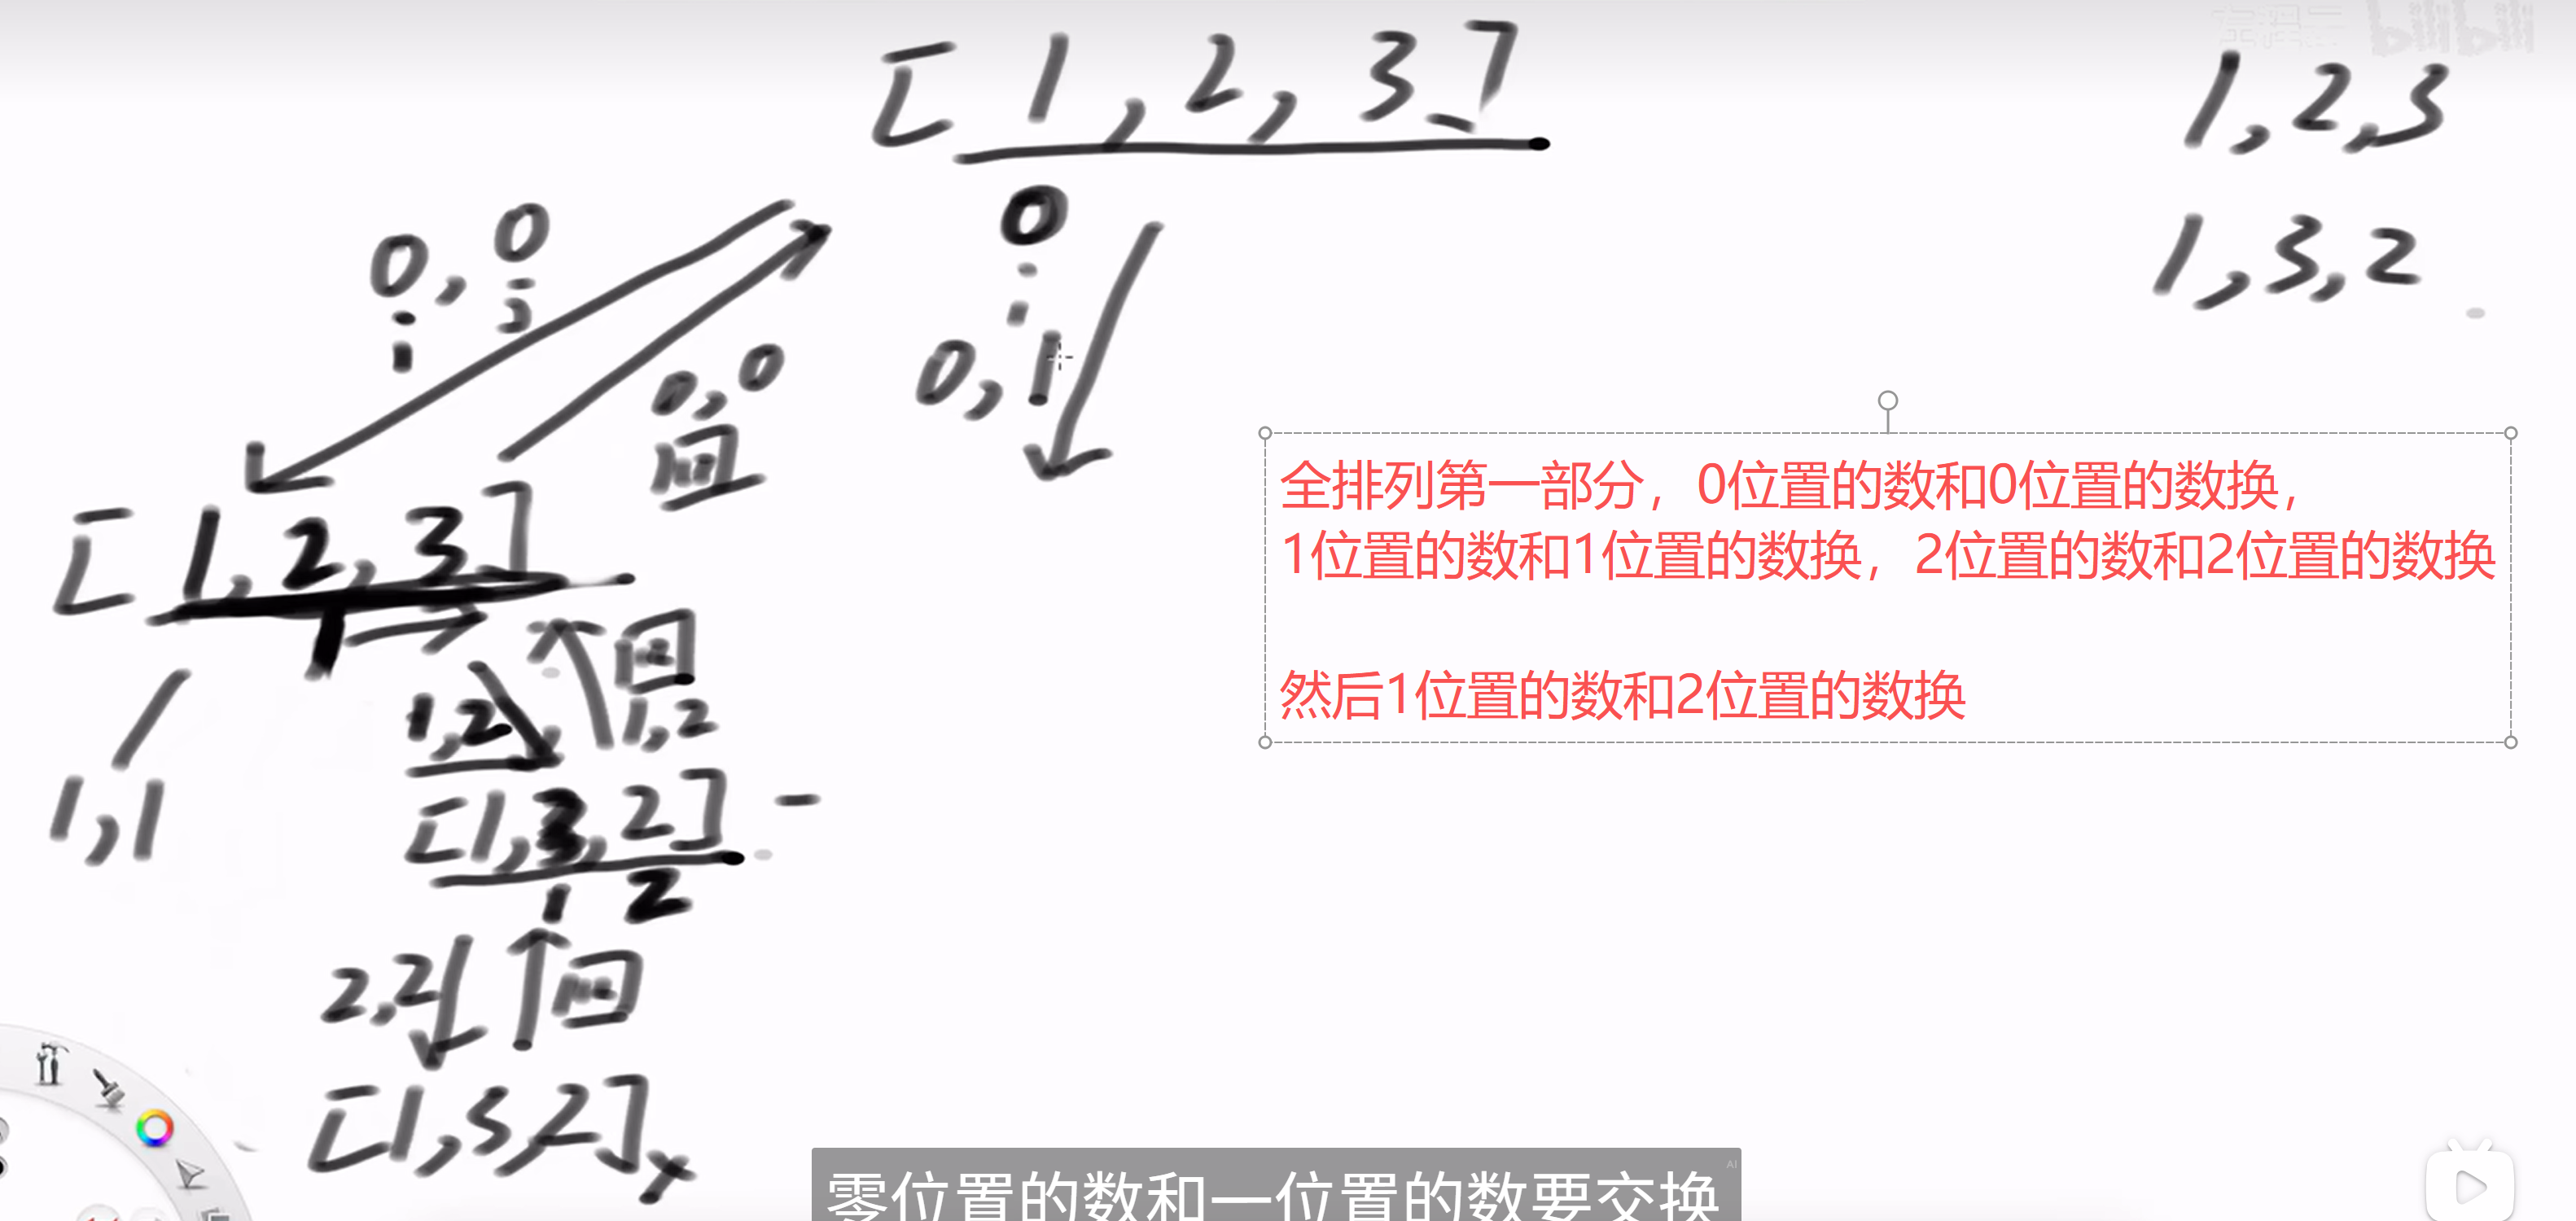 [1,2,3]
1,2,3
1,3,2
0
0,0
i j
0,0
回
0,1
全排列第一部分，0位置的数和0位置的数换，
1位置的数和1位置的数换，2位置的数和2位置的数换
然后1位置的数和2位置的数换
[1,2,3]
1,2
回
1,2
1,1
[1,3,2]
1 2
2,2
回
[1,3,2]
零位置的数和一位置的数要交换
AI
bilibili